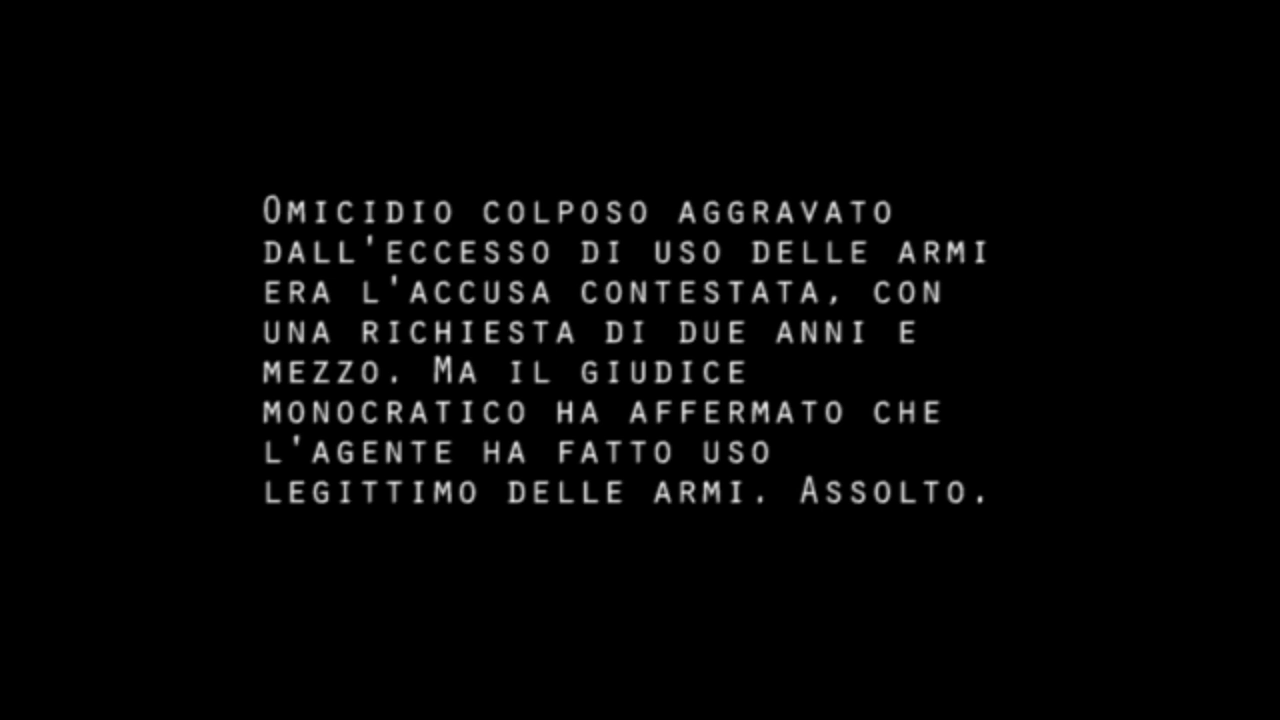 Omicidio colposo aggravato
dall'eccesso di uso delle armi
era l'accusa contestata, con
una richiesta di due anni e
mezzo. Ma il giudice
monocratico ha affermato che
l'agente ha fatto uso
legittimo delle armi. Assolto.